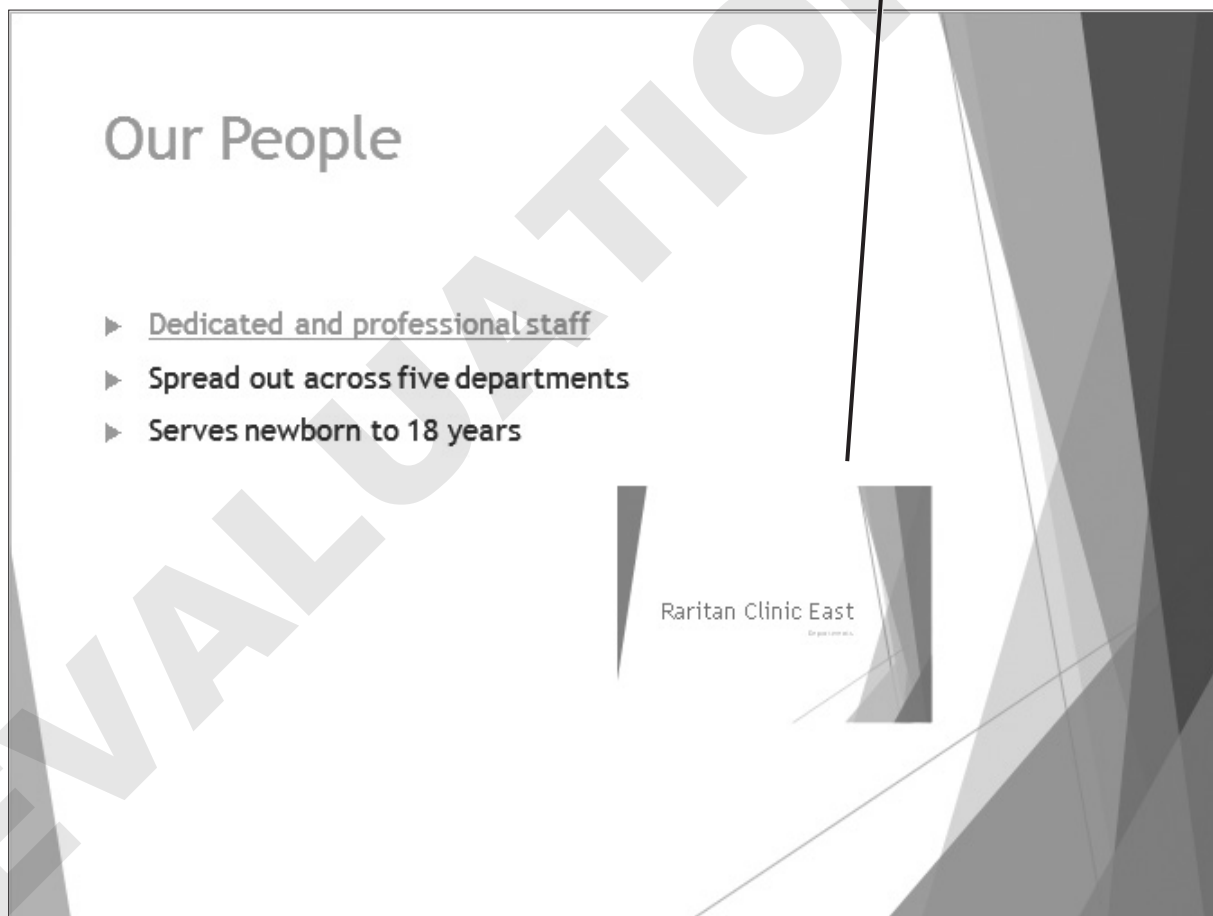 Our People
Dedicated and professional staff
Spread out across five departments
Serves newborn to 18 years
Raritan Clinic East
Departments
EVALUATION